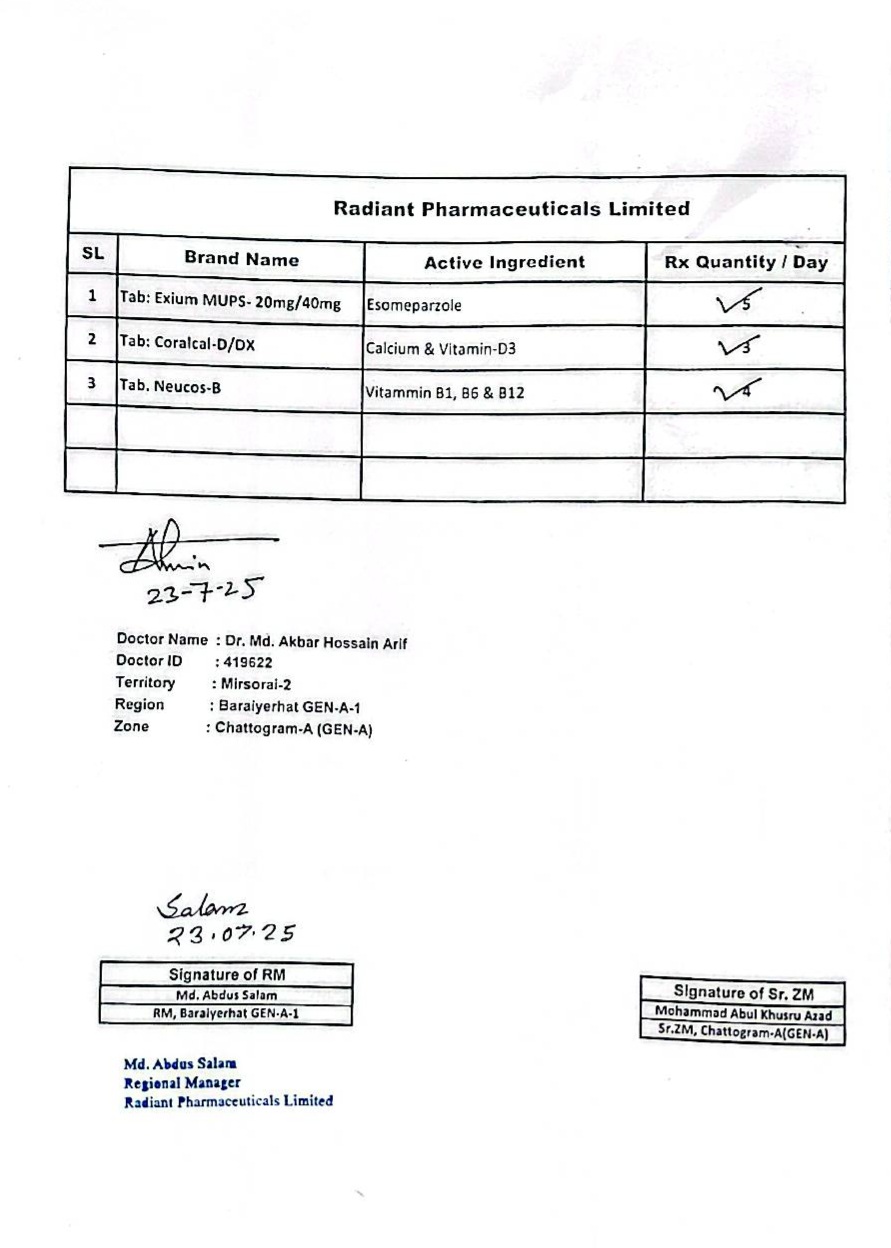 Radiant Pharmaceuticals Limited
SL Brand Name Active Ingredient Rx Quantity / Day
1 Tab: Exium MUPS- 20mg/40mg Esomeparzole 5
2 Tab: Coralcal-D/DX Calcium & Vitamin-D3 3
3 Tab. Neucos-B Vitammin B1, B6 & B12 4
23-7-25
Doctor Name : Dr. Md. Akbar Hossain Arif
Doctor ID : 419622
Territory : Mirsorai-2
Region : Baraiyerhat GEN-A-1
Zone : Chattogram-A (GEN-A)
Salam
23.07.25
Signature of RM
Md. Abdus Salam
RM, Baraiyerhat GEN-A-1
Signature of Sr. ZM
Mohammad Abul Khusru Azad
Sr.ZM, Chattogram-A(GEN-A)
Md. Abdus Salam
Regional Manager
Radiant Pharmaceuticals Limited